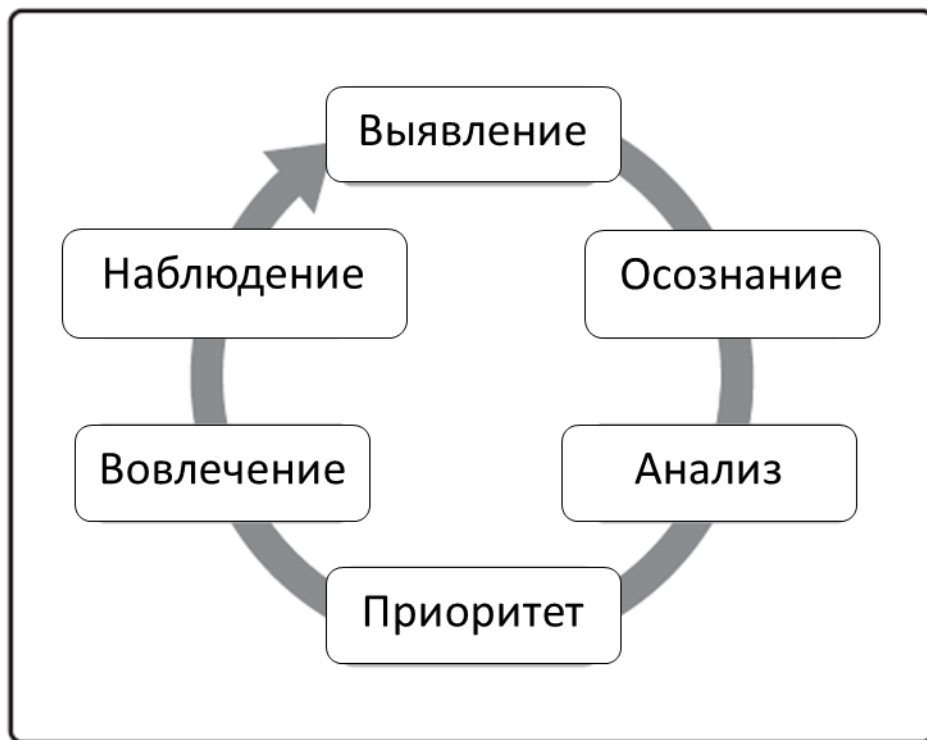 Выявление
Осознание
Анализ
Приоритет
Вовлечение
Наблюдение